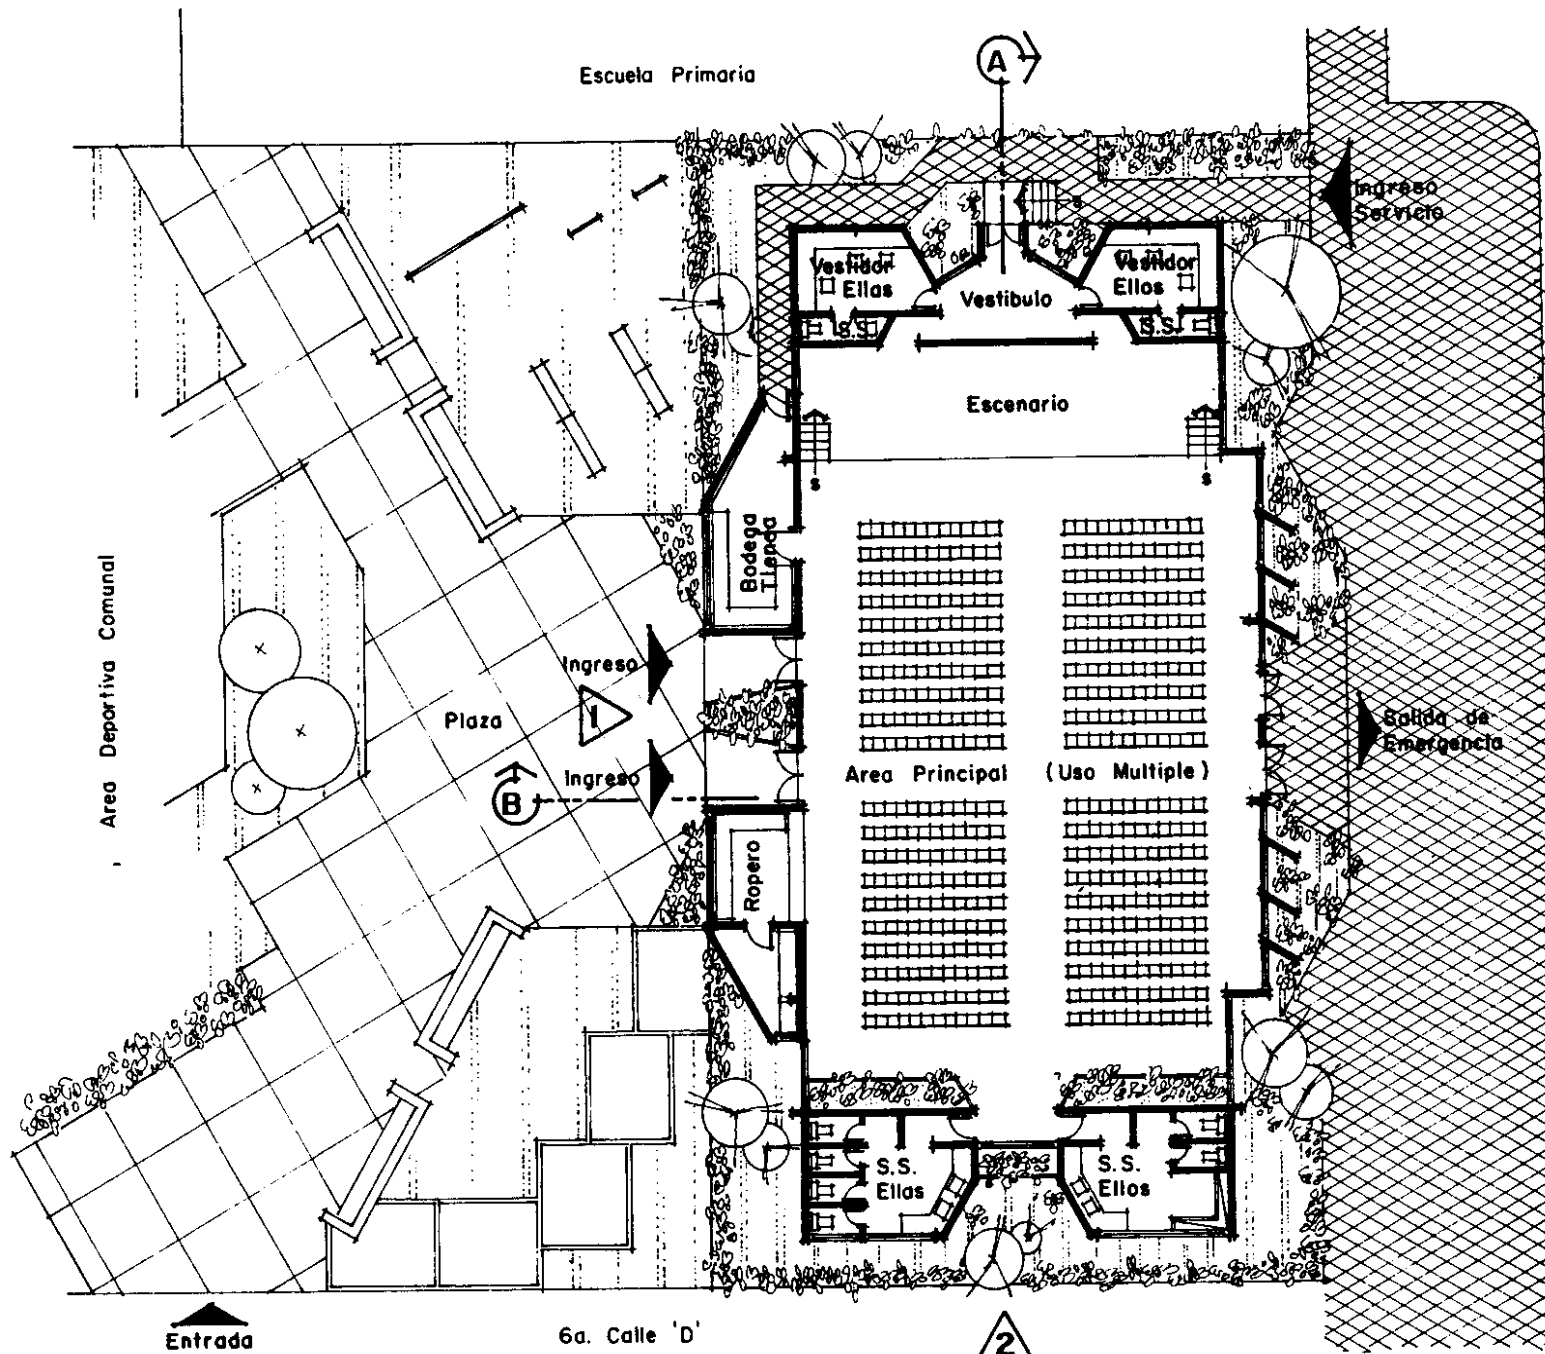 A
Escuela Primaria
Ingreso
Servicio
s
Vestidor
Ellas
Vestibulo
Vestidor
Ellos
S.S.
S.S.
Escenario
s
s
Bodega
Area Deportiva Comunal
Ingreso
1
Plaza
Salida de
Emergencia
Ingreso
B
Area Principal (Uso Multiple)
Ropero
S.S.
Ellas
S.S.
Ellos
Entrada
6a. Calle 'D'
2